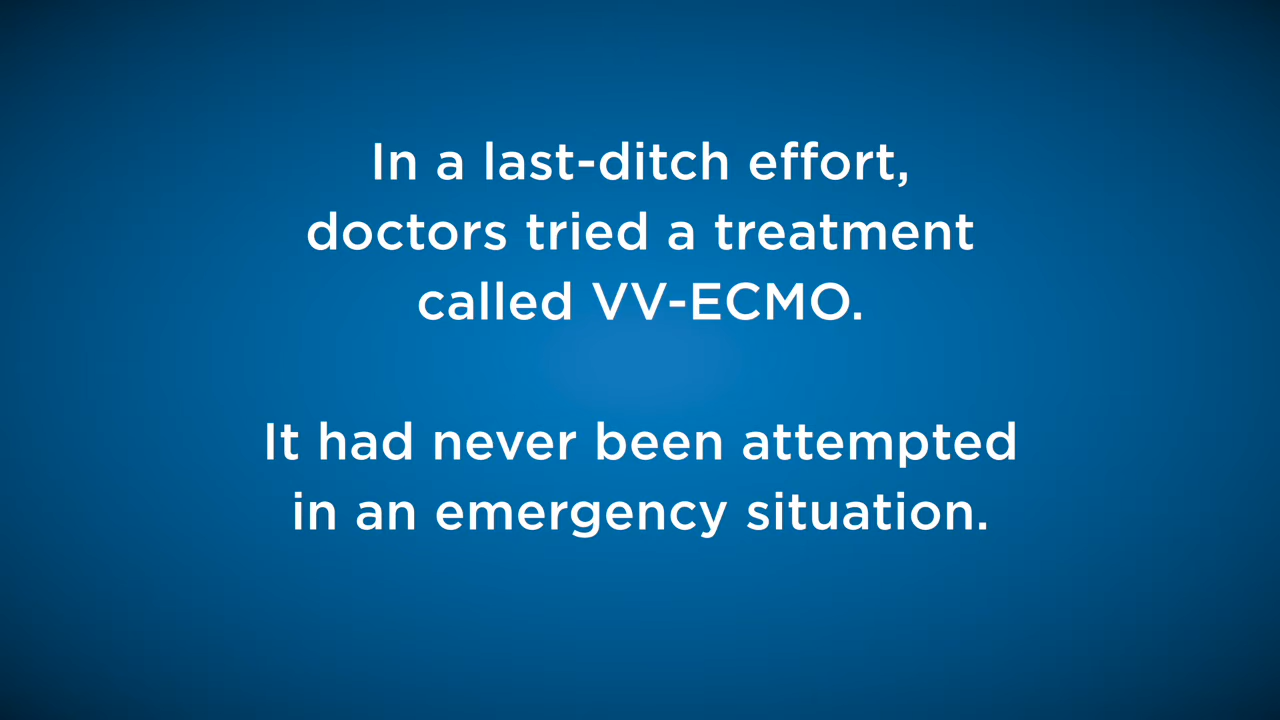 In a last-ditch effort,
doctors tried a treatment
called VV-ECMO.
It had never been attempted
in an emergency situation.